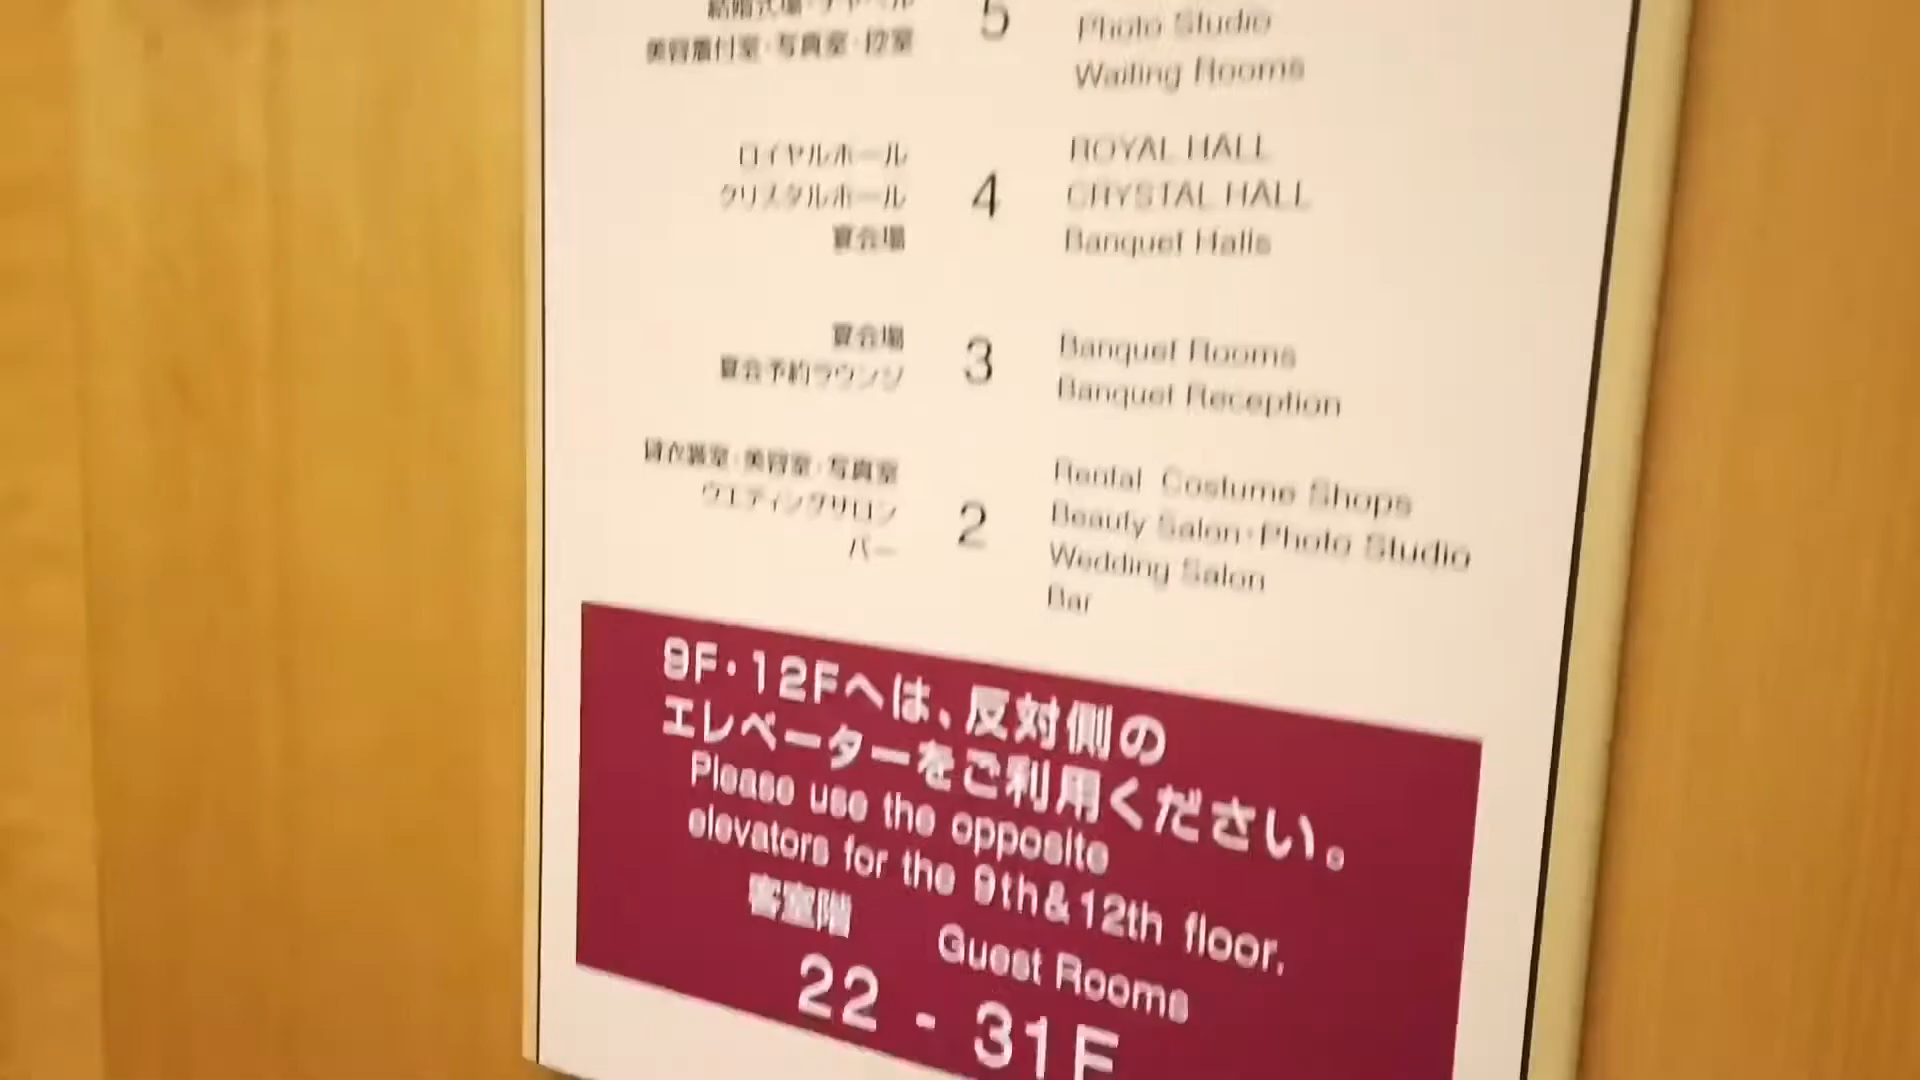 結婚式場・チャペル
美容着付室・写真室・控室
5
Photo Studio
Waiting Rooms
ロイヤルホール
クリスタルホール
宴会場
4
ROYAL HALL
CRYSTAL HALL
Banquet Halls
宴会場
宴会予約ラウンジ
3
Banquet Rooms
Banquet Reception
貸衣裳室・美容室・写真室
ウエディングサロン
バー
2
Rental Costume Shops
Beauty Salon・Photo Studio
Wedding Salon
Bar
9F・12Fへは、反対側の
エレベーターをご利用ください。
Please use the opposite
elevators for the 9th&12th floor.
客室階 Guest Rooms
22 - 31F